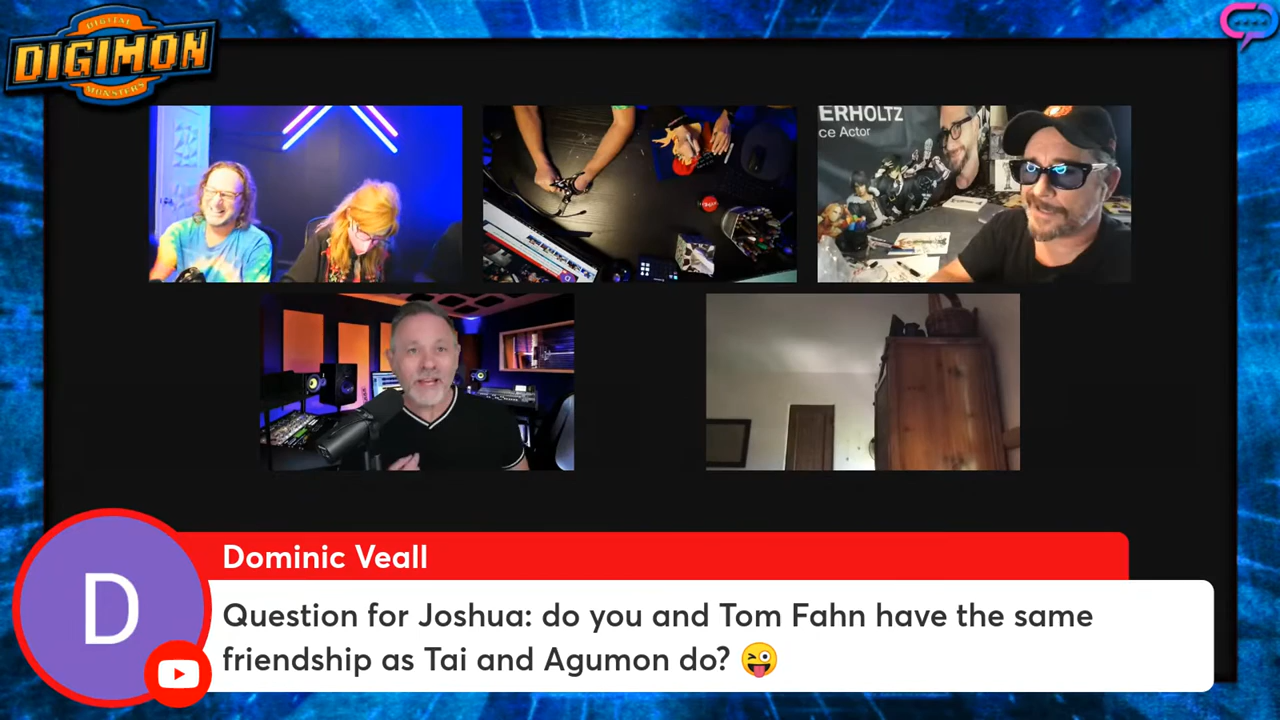 DIGITAL
DIGIMON
MONSTERS
ERHOLTZ
ce Actor
D
Dominic Veall
Question for Joshua: do you and Tom Fahn have the same
friendship as Tai and Agumon do? 😜